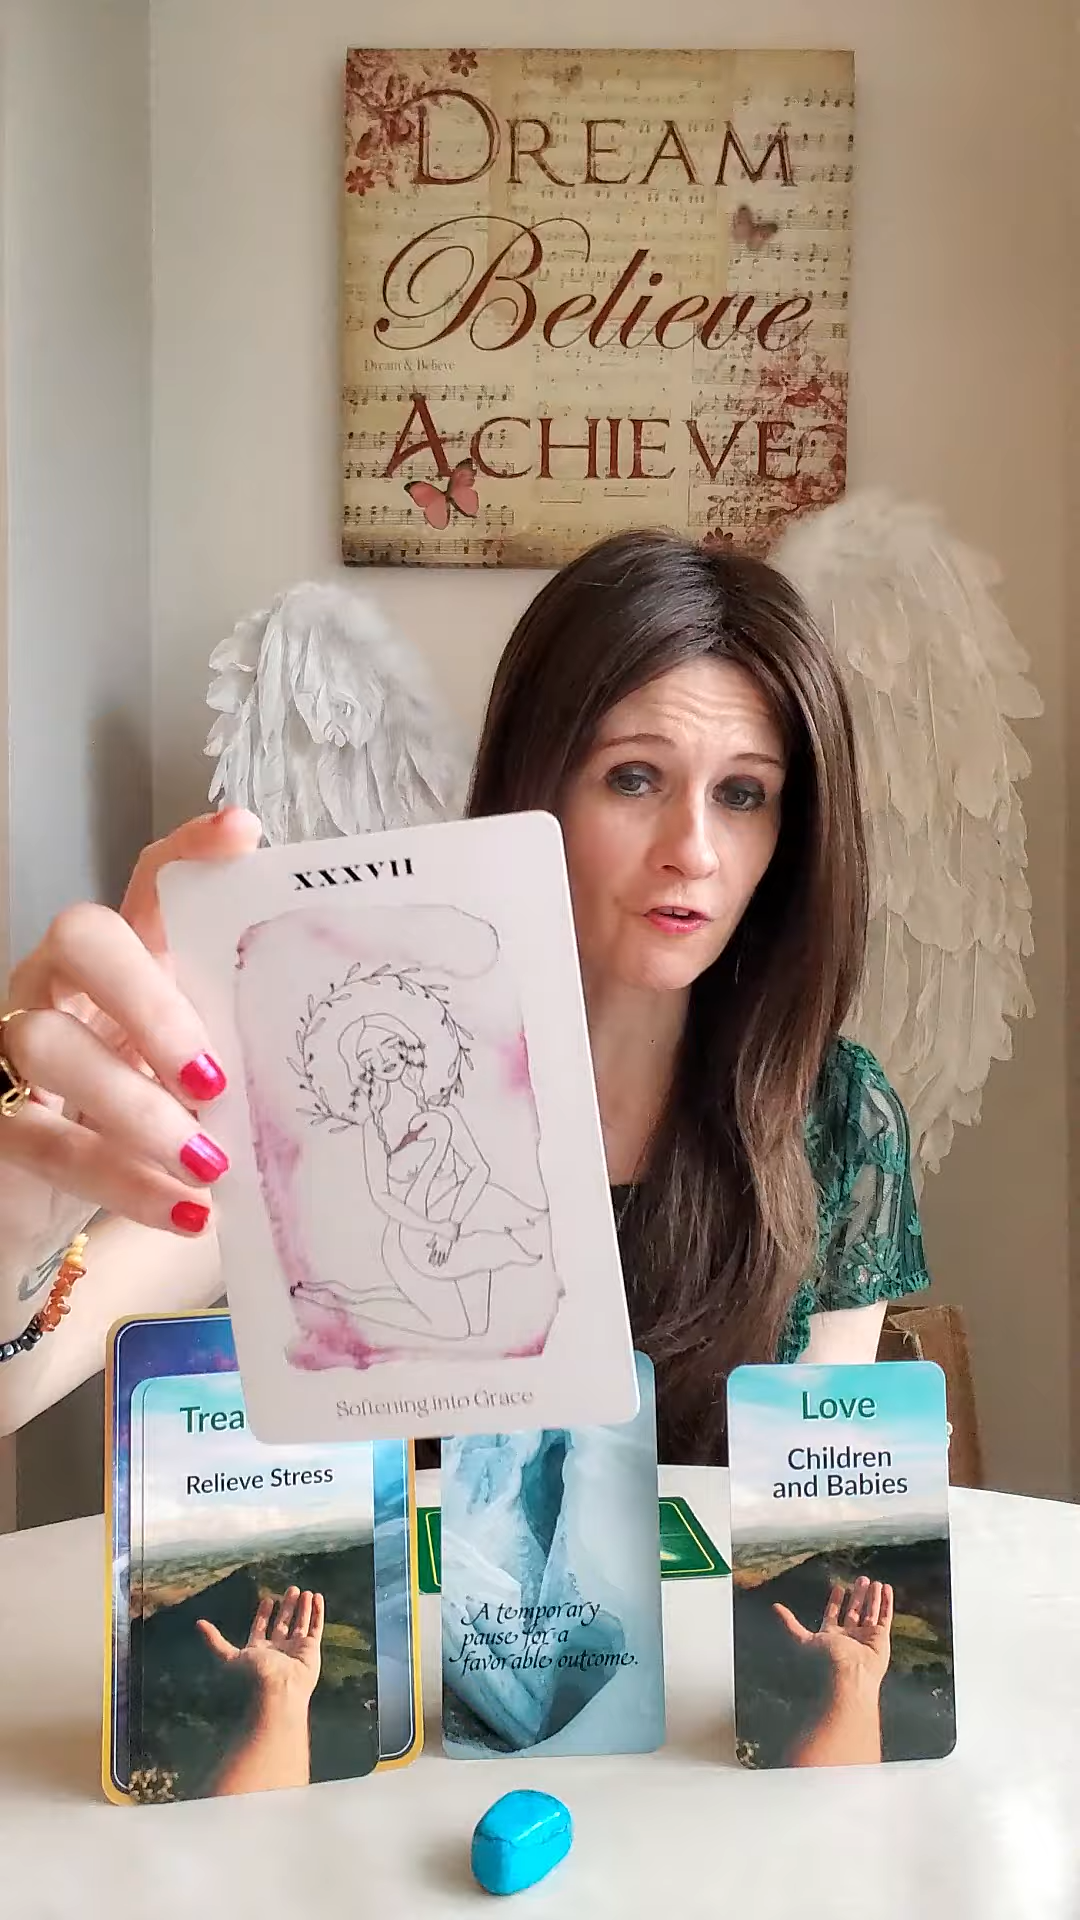 DREAM
Believe
Dream & Believe
ACHIEVE
XXXVII
Softening into Grace
Trea
Relieve Stress
A temporary
pause for a
favorable outcome.
Love
Children
and Babies